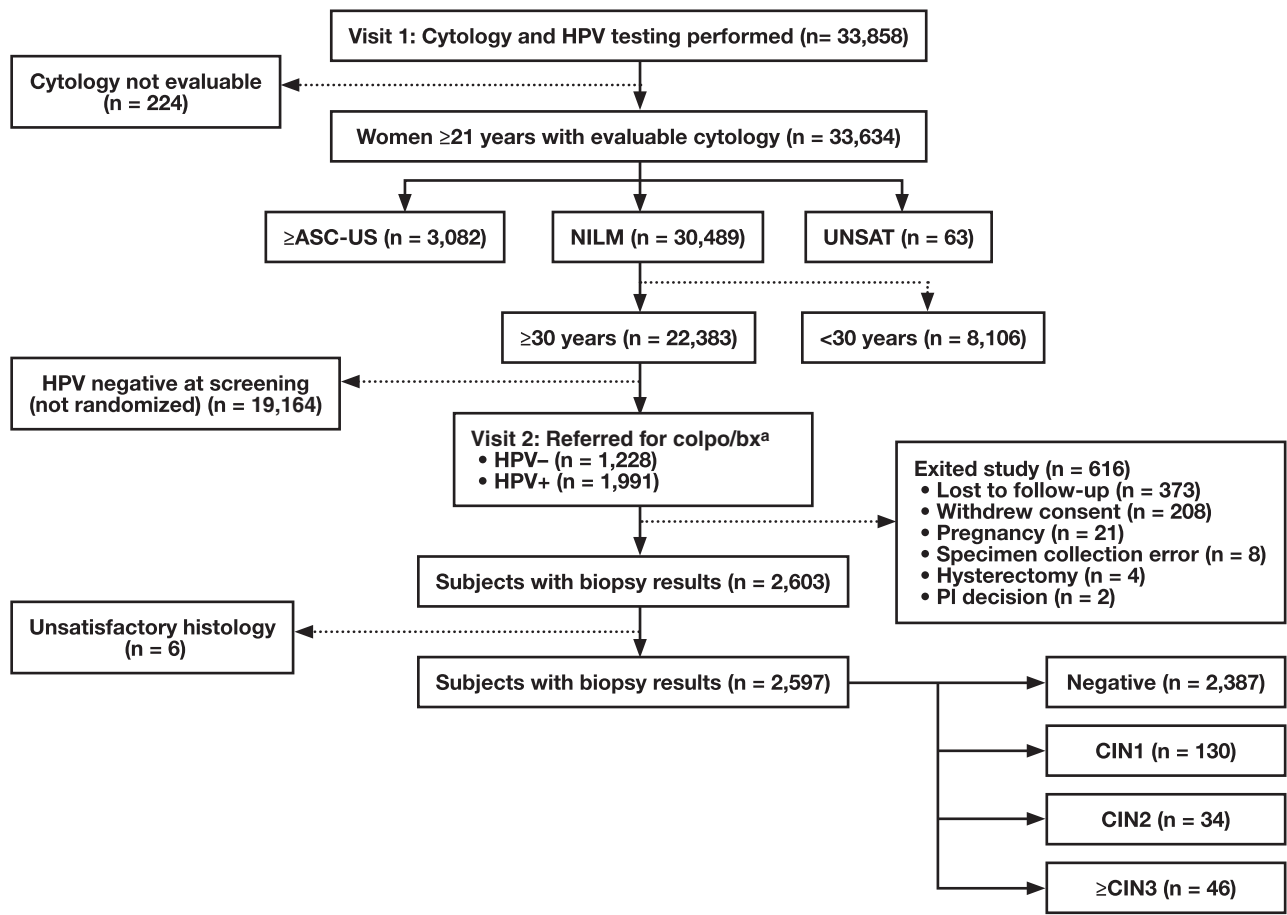 Visit 1: Cytology and HPV testing performed (n= 33,858)
Cytology not evaluable
(n = 224)
Women ≥21 years with evaluable cytology (n = 33,634)
≥ASC-US (n = 3,082)
NILM (n = 30,489)
UNSAT (n = 63)
≥30 years (n = 22,383)
<30 years (n = 8,106)
HPV negative at screening
(not randomized) (n = 19,164)
Visit 2: Referred for colpo/bxᵃ
• HPV– (n = 1,228)
• HPV+ (n = 1,991)
Exited study (n = 616)
• Lost to follow-up (n = 373)
• Withdrew consent (n = 208)
• Pregnancy (n = 21)
• Specimen collection error (n = 8)
• Hysterectomy (n = 4)
• PI decision (n = 2)
Subjects with biopsy results (n = 2,603)
Unsatisfactory histology
(n = 6)
Subjects with biopsy results (n = 2,597)
Negative (n = 2,387)
CIN1 (n = 130)
CIN2 (n = 34)
≥CIN3 (n = 46)